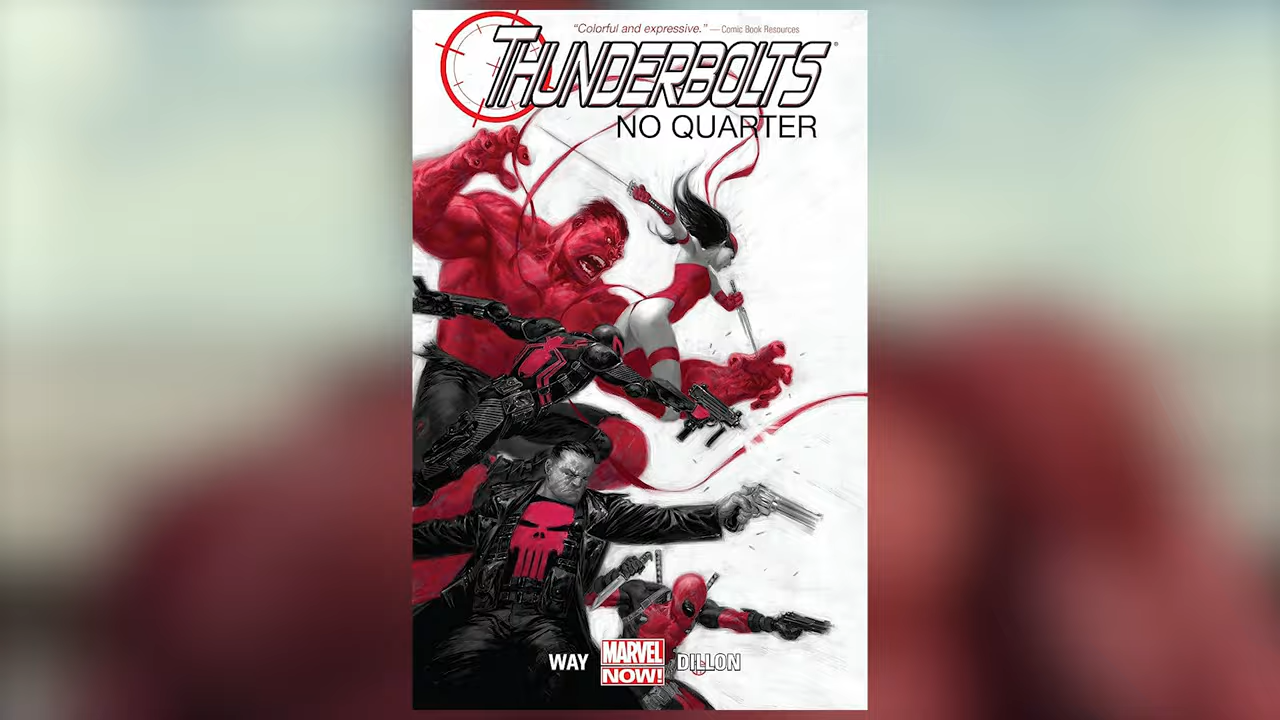 “Colorful and expressive.” — Comic Book Resources
THUNDERBOLTS®
NO QUARTER
WAY
MARVEL
NOW!
DILLON